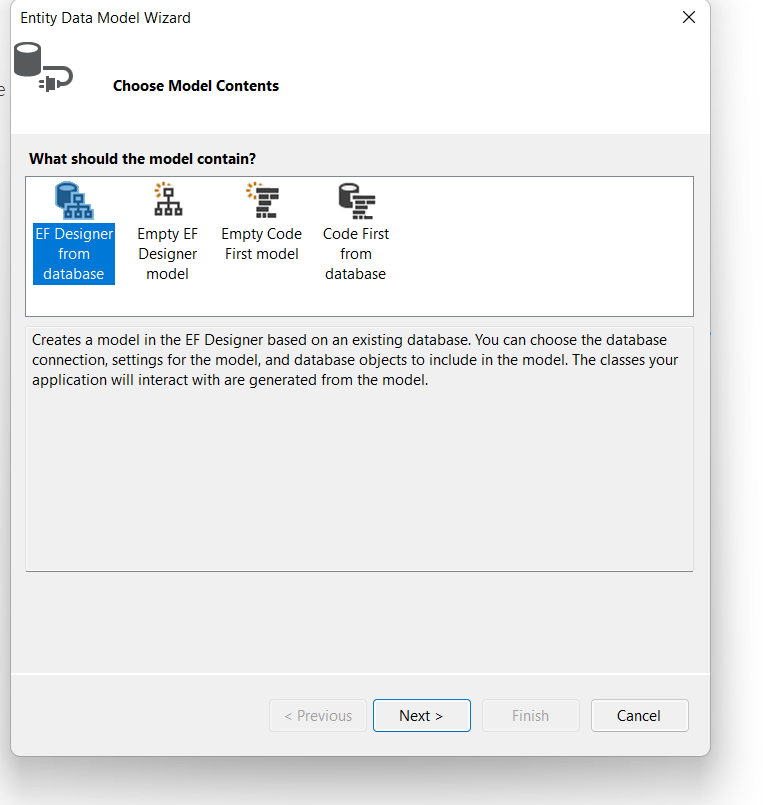 Entity Data Model Wizard
e
Choose Model Contents
What should the model contain?
EF Designer
from
database
Empty EF
Designer
model
Empty Code
First model
Code First
from
database
Creates a model in the EF Designer based on an existing database. You can choose the database
connection, settings for the model, and database objects to include in the model. The classes your
application will interact with are generated from the model.
< Previous
Next >
Finish
Cancel